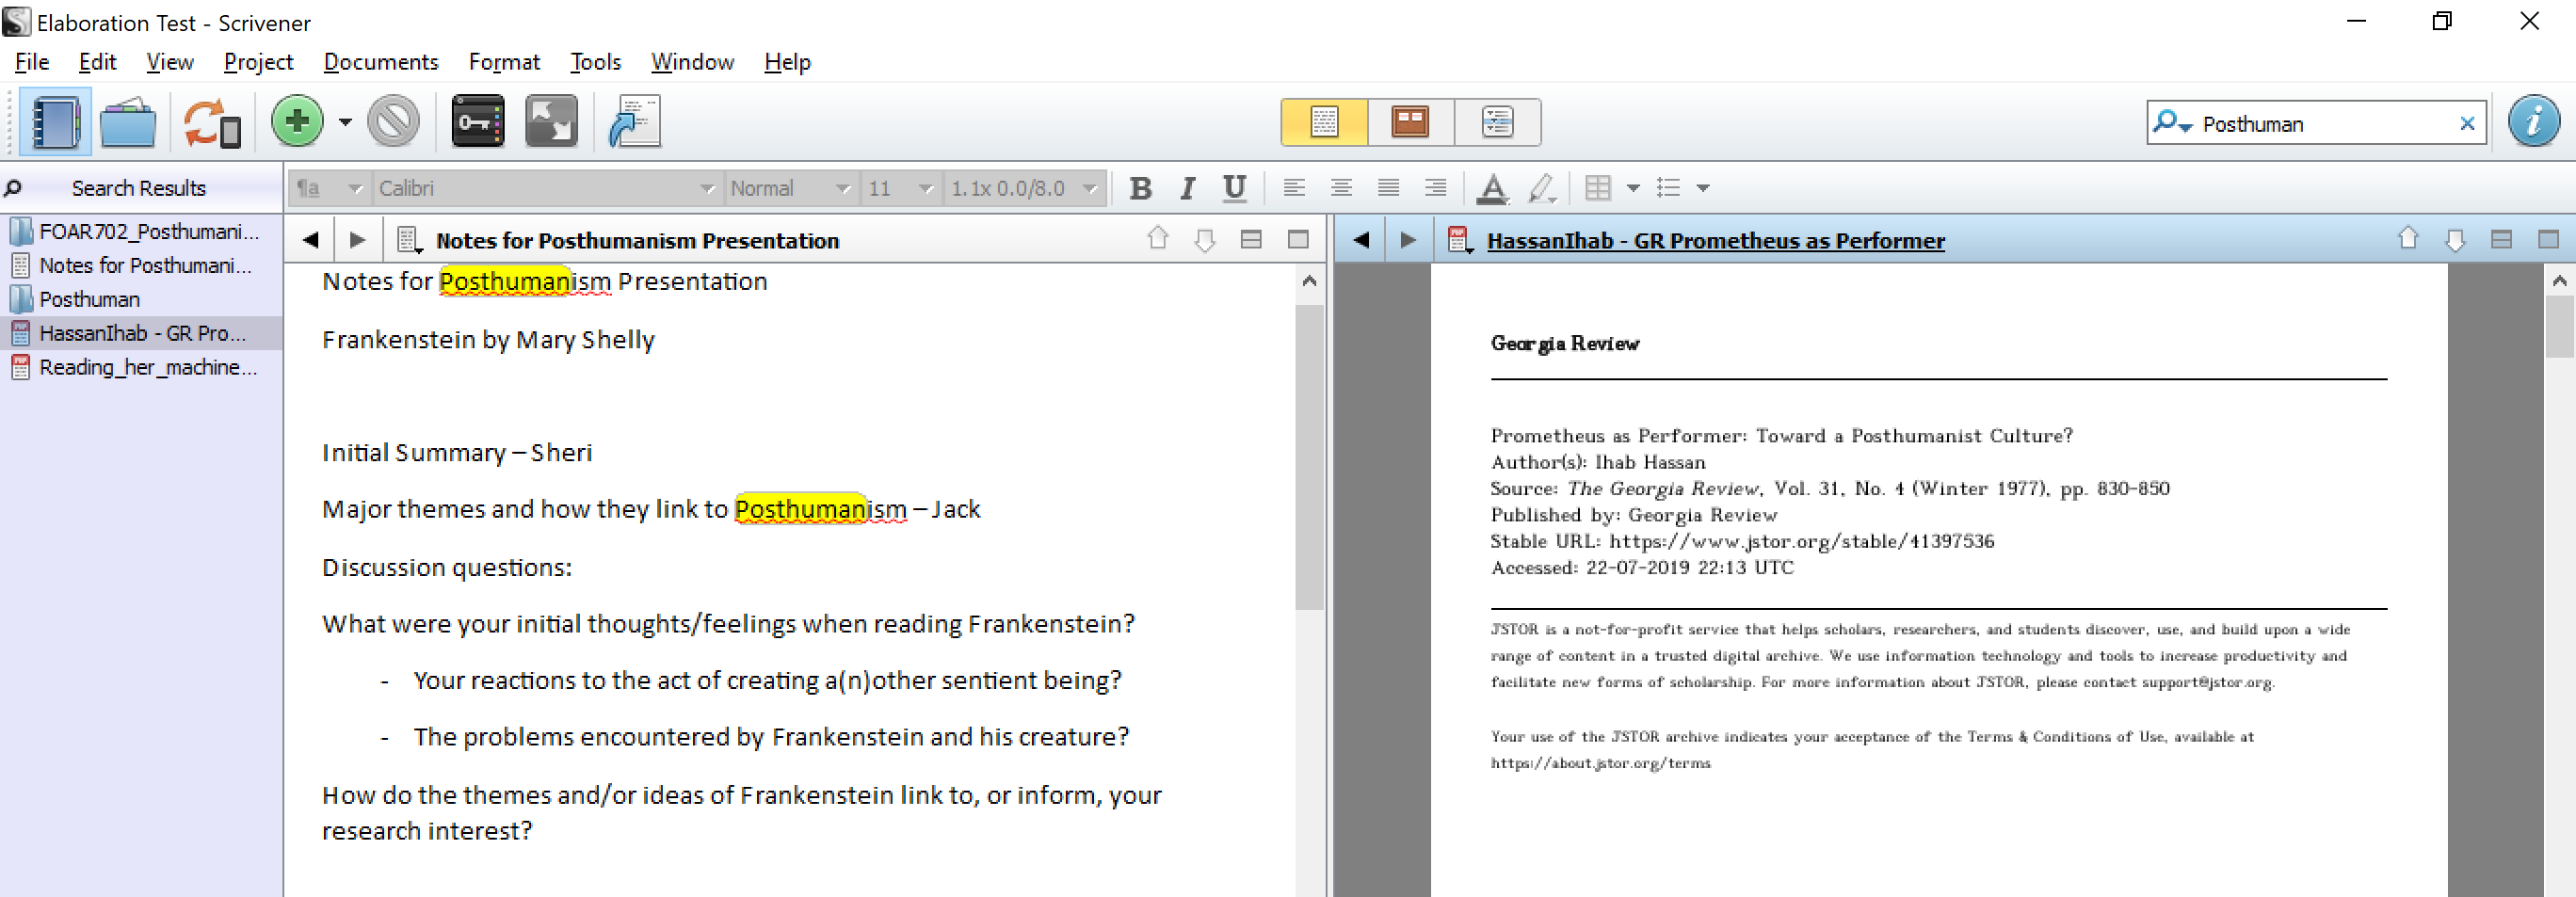 Elaboration Test - Scrivener
File Edit View Project Documents Format Tools Window Help
Posthuman
Search Results
¶a Calibri Normal 11 1.1x 0.0/8.0 B I U A
FOAR702_Posthumani...
Notes for Posthumani...
Posthuman
HassanIhab - GR Pro...
Reading_her_machine...
Notes for Posthumanism Presentation
Notes for Posthumanism Presentation
Frankenstein by Mary Shelly
Initial Summary – Sheri
Major themes and how they link to Posthumanism – Jack
Discussion questions:
What were your initial thoughts/feelings when reading Frankenstein?
- Your reactions to the act of creating a(n)other sentient being?
- The problems encountered by Frankenstein and his creature?
How do the themes and/or ideas of Frankenstein link to, or inform, your
research interest?
HassanIhab - GR Prometheus as Performer
Georgia Review
Prometheus as Performer: Toward a Posthumanist Culture?
Author(s): Ihab Hassan
Source: The Georgia Review, Vol. 31, No. 4 (Winter 1977), pp. 830-850
Published by: Georgia Review
Stable URL: https://www.jstor.org/stable/41397536
Accessed: 22-07-2019 22:13 UTC
JSTOR is a not-for-profit service that helps scholars, researchers, and students discover, use, and build upon a wide
range of content in a trusted digital archive. We use information technology and tools to increase productivity and
facilitate new forms of scholarship. For more information about JSTOR, please contact support@jstor.org.
Your use of the JSTOR archive indicates your acceptance of the Terms & Conditions of Use, available at
https://about.jstor.org/terms